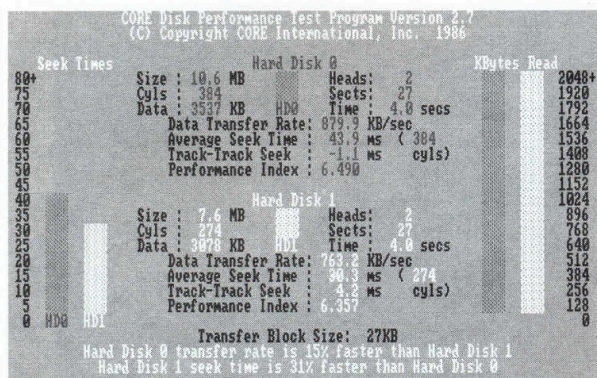 CORE Disk Performance Test Program Version 2.7
(C) Copyright CORE International, Inc. 1986
Seek Times Hard Disk 0 KBytes Read
80+ Size : 10.6 MB Heads: 2 2048+
75 Cyls : 384 Sects: 27 1920
70 Data : 3537 KB HD0 Time : 4.0 secs 1792
65 Data Transfer Rate: 879.9 KB/sec 1664
60 Average Seek Time : 43.9 ms ( 384 1536
55 Track-Track Seek : -1.1 ms cyls) 1408
50 Performance Index : 6.490 1280
45 1152
40 Hard Disk 1 1024
35 Size : 7.6 MB Heads: 2 896
30 Cyls : 274 Sects: 27 768
25 Data : 3078 KB HD1 Time : 4.0 secs 640
20 Data Transfer Rate: 763.2 KB/sec 512
15 Average Seek Time : 30.3 ms ( 274 384
10 Track-Track Seek : 4.2 ms cyls) 256
5 Performance Index : 6.357 128
0 HD0 HD1 0
Transfer Block Size: 27KB
Hard Disk 0 transfer rate is 15% faster than Hard Disk 1
Hard Disk 1 seek time is 31% faster than Hard Disk 0